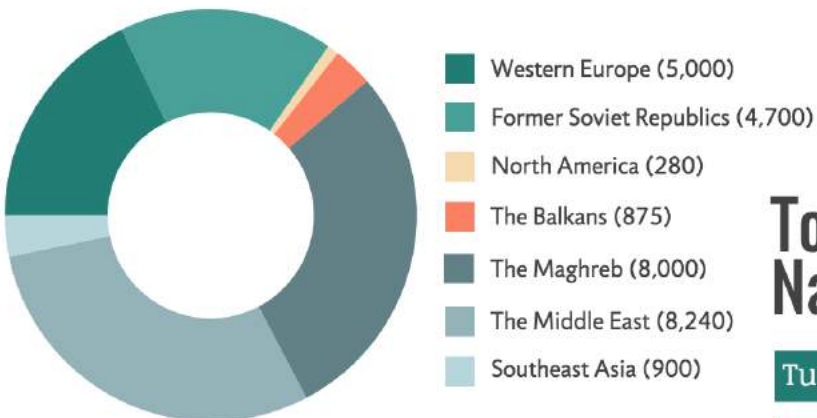 Western Europe (5,000)
Former Soviet Republics (4,700)
North America (280)
The Balkans (875)
The Maghreb (8,000)
The Middle East (8,240)
Southeast Asia (900)